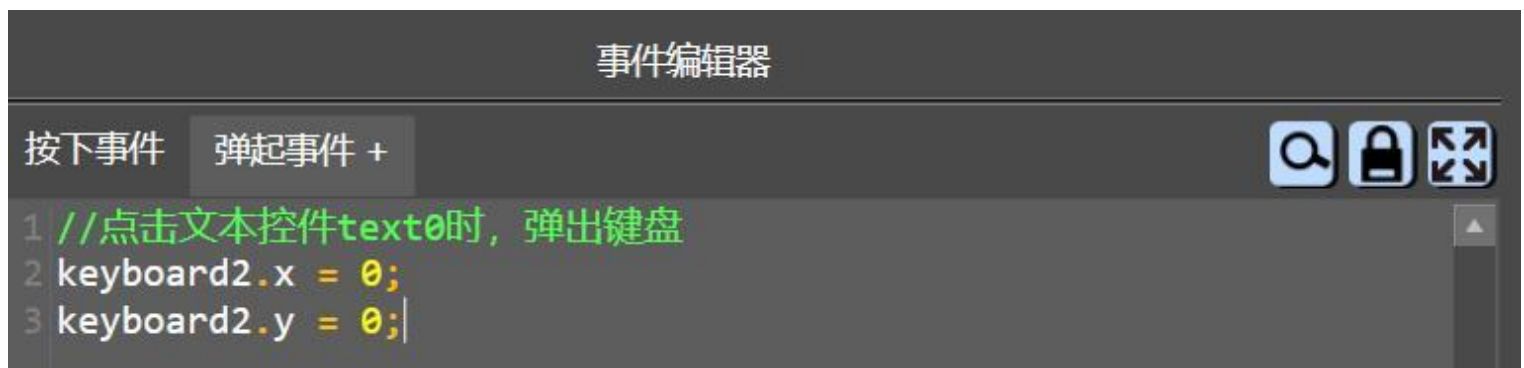 事件编辑器
按下事件 弹起事件 +
1 //点击文本控件text0时，弹出键盘
2 keyboard2.x = 0;
3 keyboard2.y = 0;